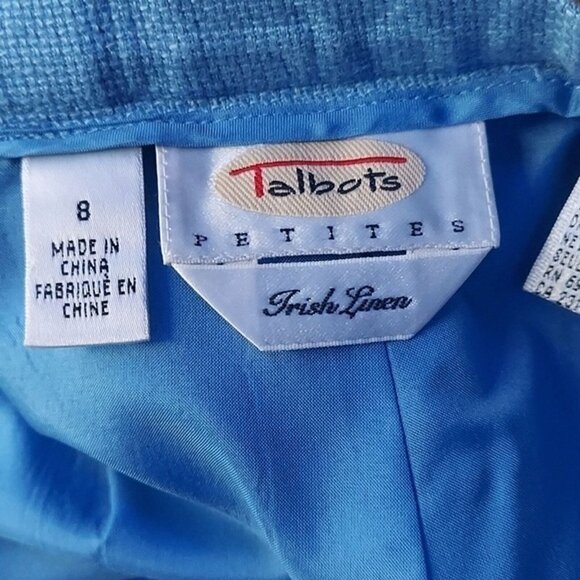 8
MADE IN
CHINA
FABRIQUÉ EN
CHINE
Talbots
PETITES
Irish Linen